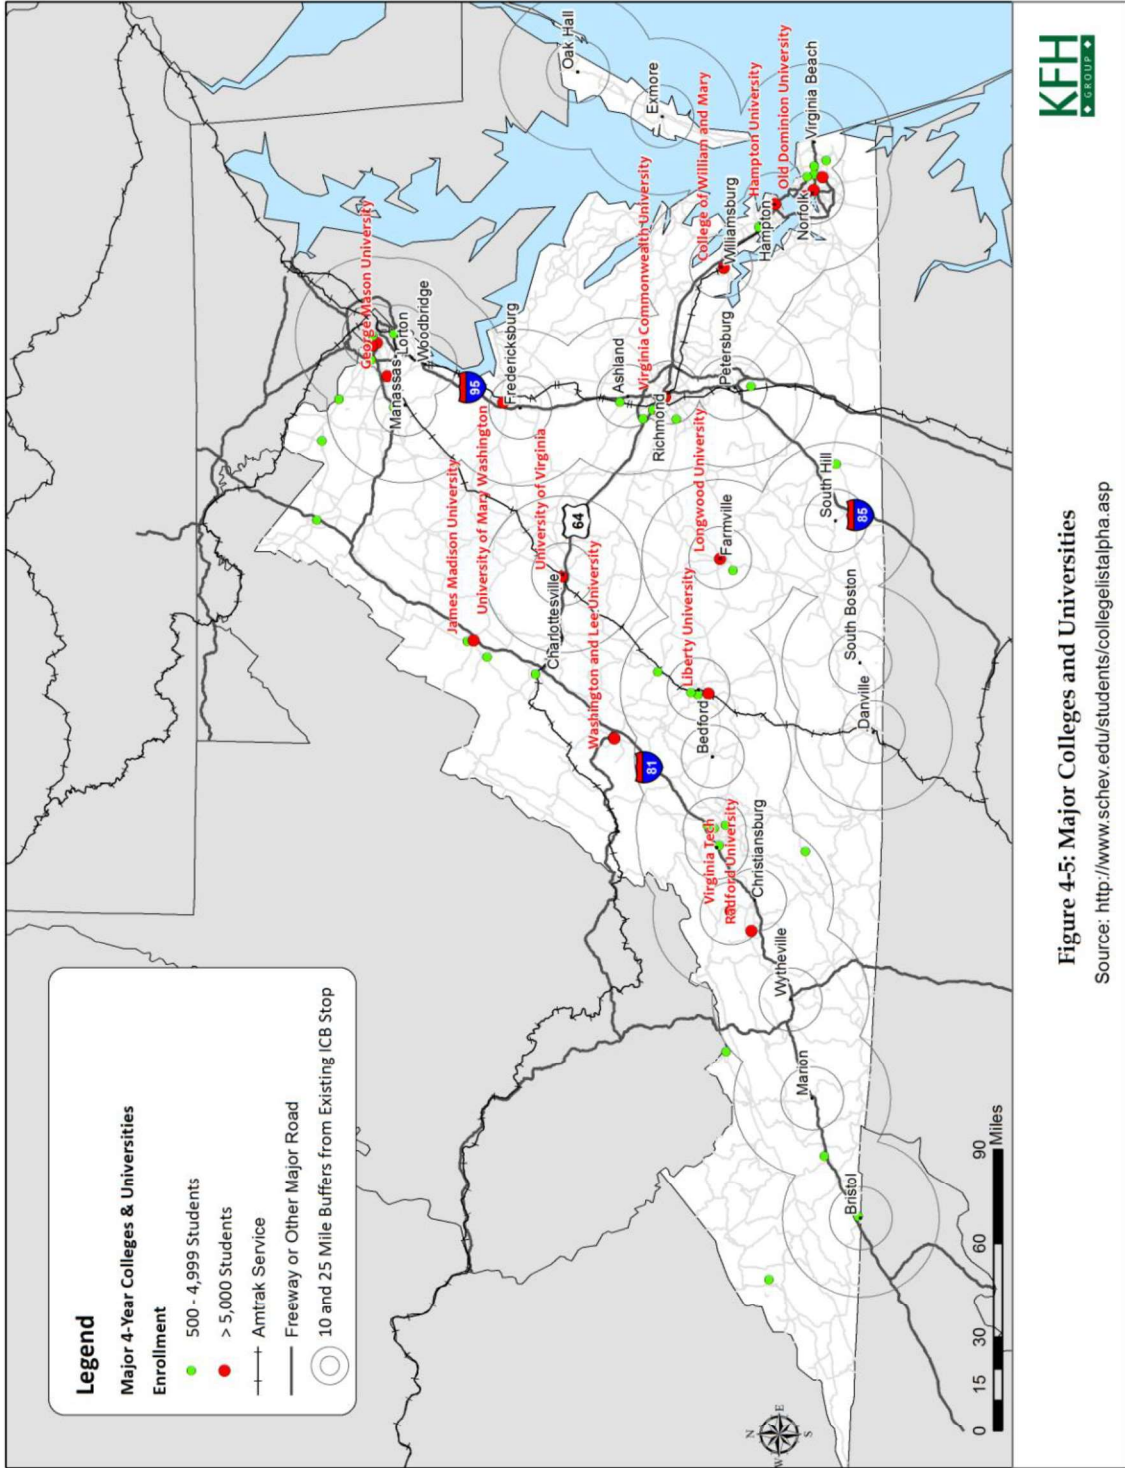 Legend
Major 4-Year Colleges & Universities
Enrollment
500 - 4,999 Students
> 5,000 Students
Amtrak Service
Freeway or Other Major Road
10 and 25 Mile Buffers from Existing ICB Stop
N
W
E
S
0 15 30 60 90
Miles
George Mason University
Manassas
Lorton
Woodbridge
95
Fredericksburg
James Madison University
University of Mary Washington
University of Virginia
Charlottesville
64
Washington and Lee University
81
Oak Hall
Exmore
Ashland
Virginia Commonwealth University
Richmond
Petersburg
College of William and Mary
Williamsburg
Hampton University
Hampton
Old Dominion University
Norfolk
Virginia Beach
Longwood University
Farmville
Liberty University
Bedford
South Hill
85
South Boston
Danville
Virginia Tech
Radford University
Christiansburg
Wytheville
Marion
Bristol
KFH
GROUP
Figure 4-5: Major Colleges and Universities
Source: http://www.schev.edu/students/collegelistalpha.asp